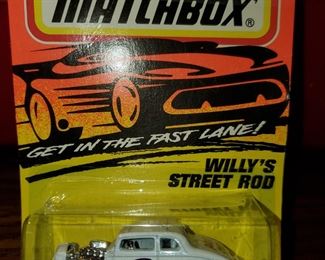 MATCHBOX®
GET IN THE FAST LANE!
WILLY'S
STREET ROD